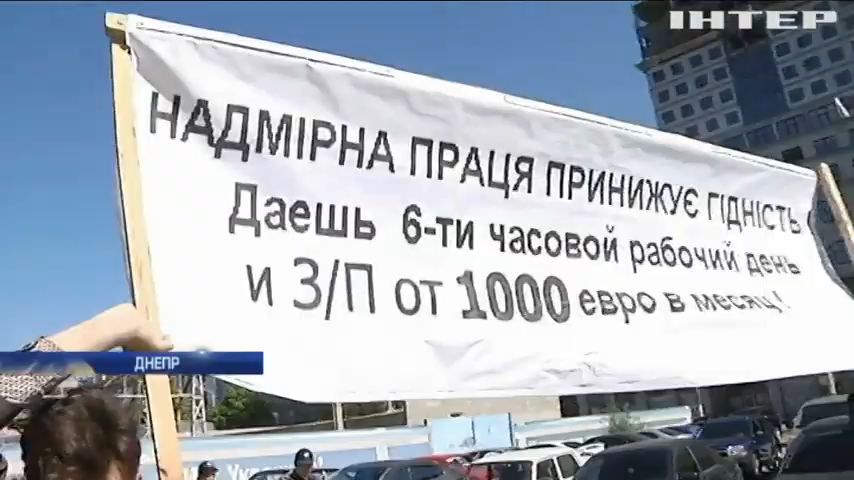 ІНТЕР
НАДМІРНА ПРАЦЯ ПРИНИЖУЄ ГІДНІСТЬ
Даешь 6-ти часовой рабочий день
и З/П от 1000 евро в месяц!
ДНЕПР